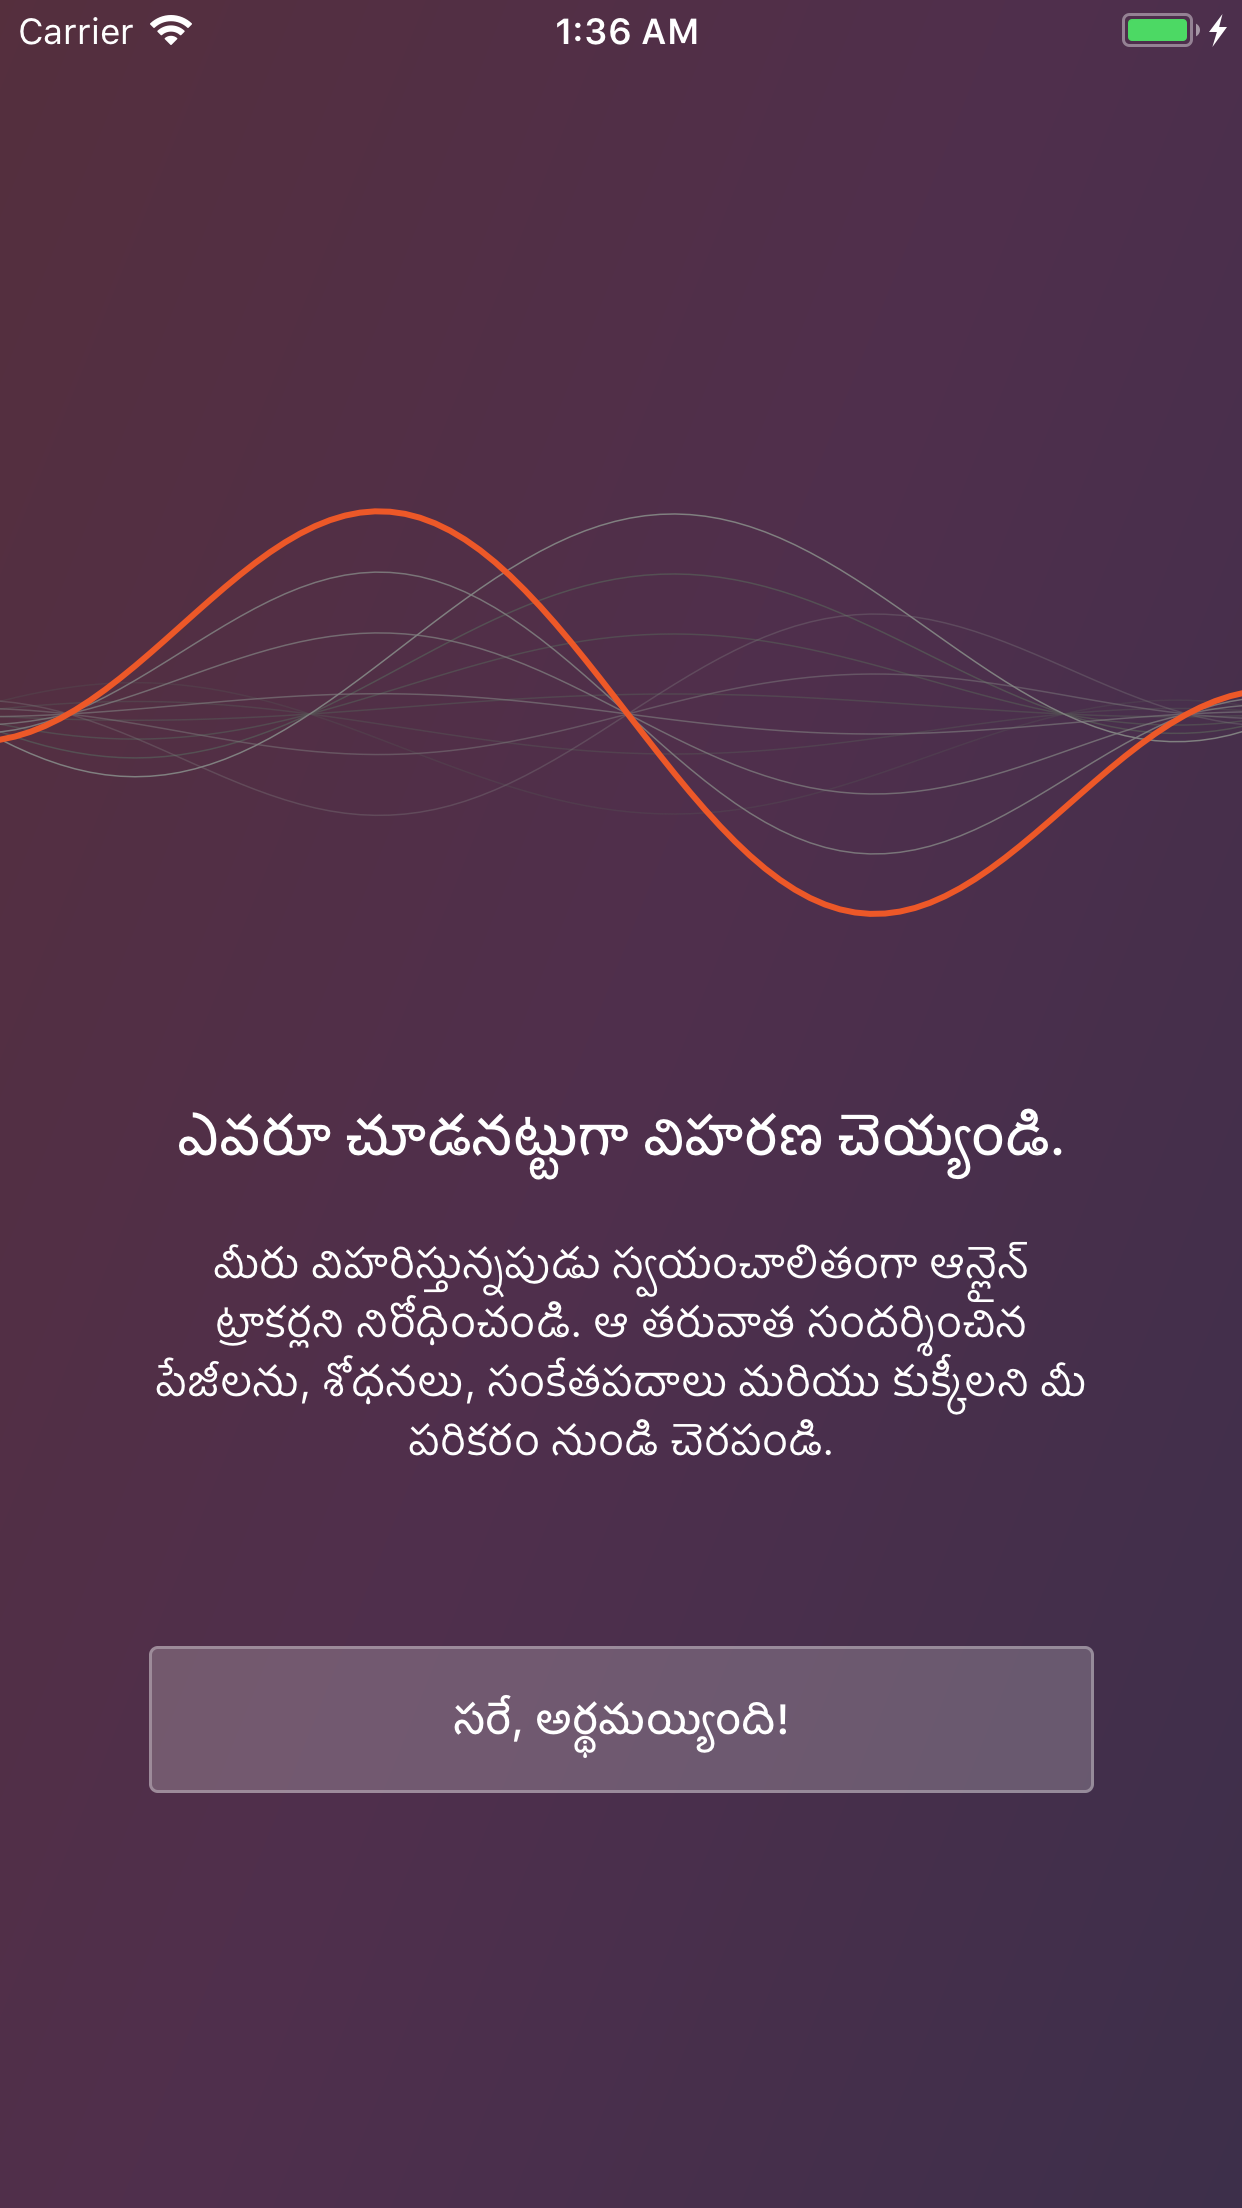 Carrier
1:36 AM
ఎవరూ చూడనట్టుగా విహరణ చెయ్యండి.
మీరు విహరిస్తున్నపుడు స్వయంచాలితంగా ఆన్లైన్
ట్రాకర్లని నిరోధించండి. ఆ తరువాత సందర్శించిన
పేజీలను, శోధనలు, సంకేతపదాలు మరియు కుక్కీలని మీ
పరికరం నుండి చెరపండి.
సరే, అర్థమయ్యింది!